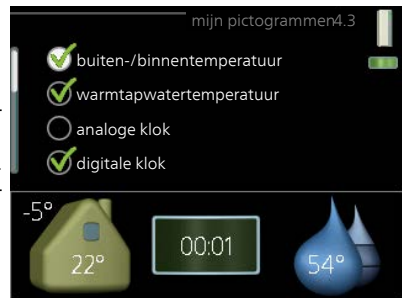 mijn pictogrammen4.3
buiten-/binnentemperatuur
warmtapwatertemperatuur
analoge klok
digitale klok
-5°
22°
00:01
54°